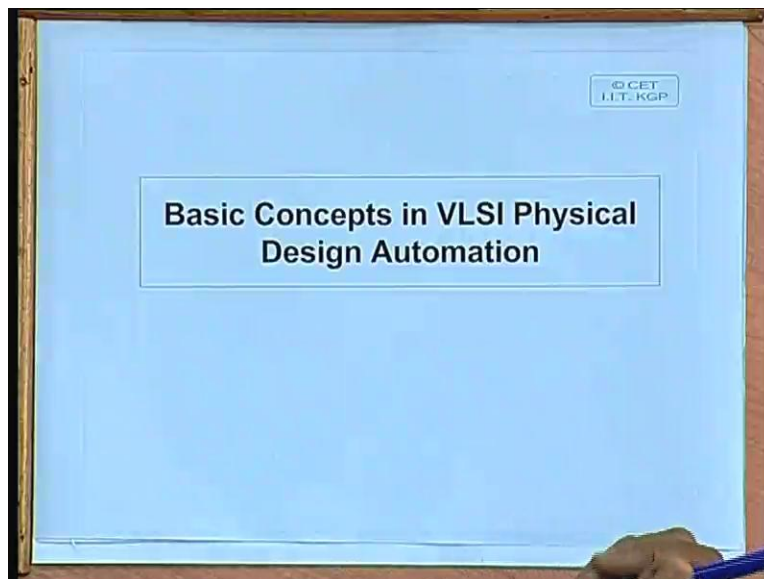 © CET
I.I.T. KGP
Basic Concepts in VLSI Physical
Design Automation